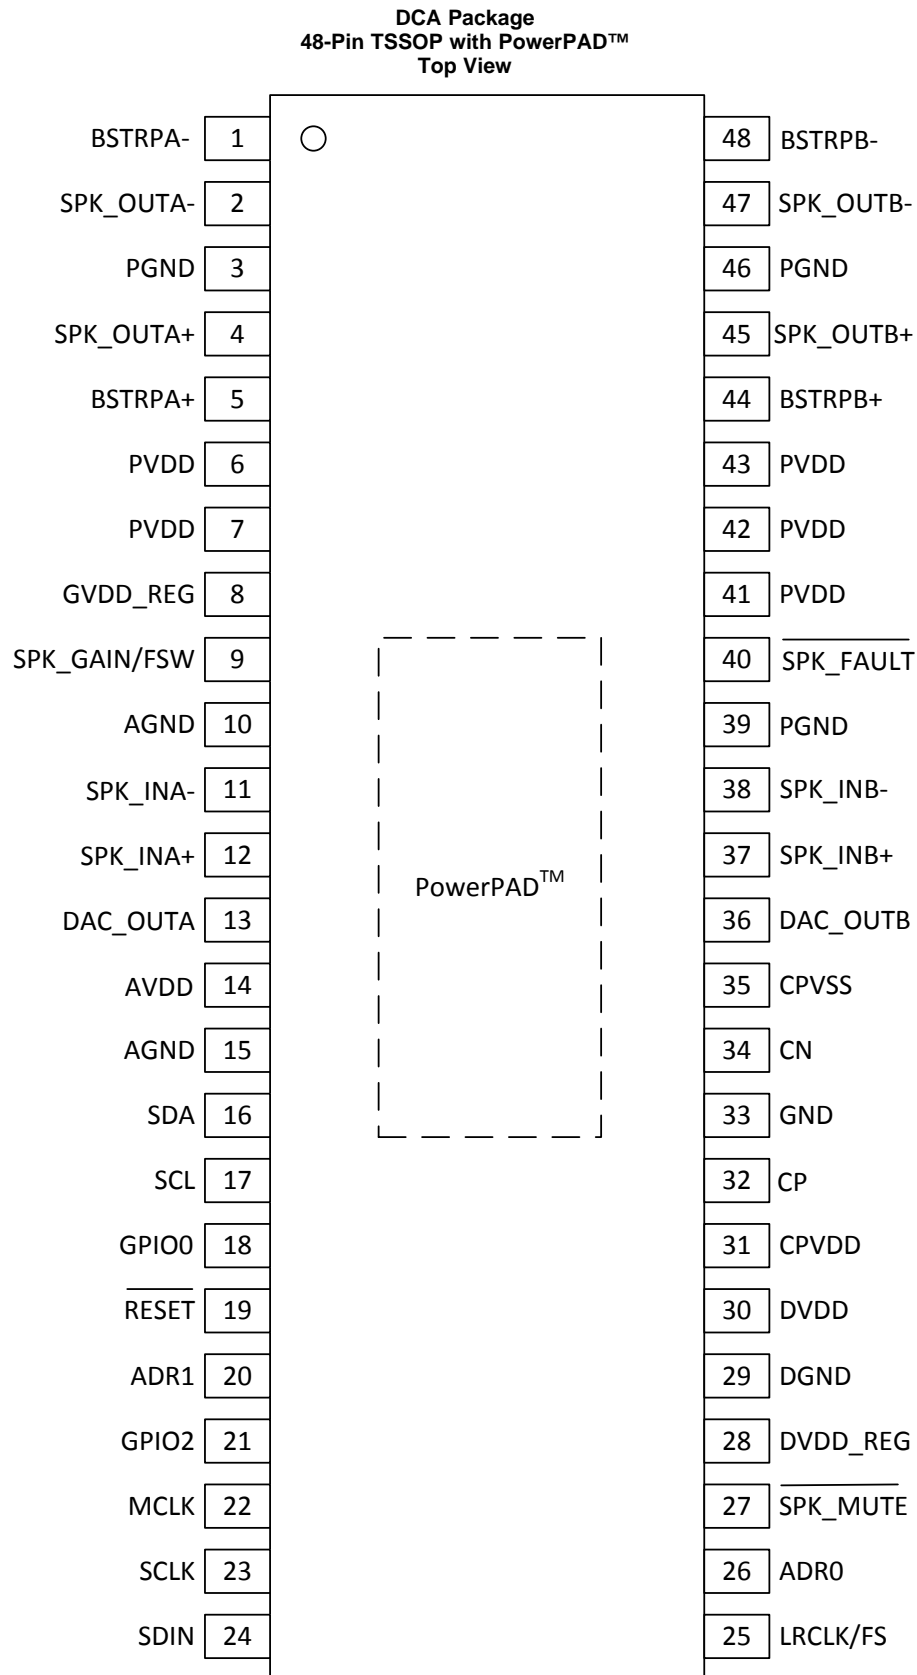 DCA Package
48-Pin TSSOP with PowerPAD™
Top View
BSTRPA- 1 48 BSTRPB-
SPK_OUTA- 2 47 SPK_OUTB-
PGND 3 46 PGND
SPK_OUTA+ 4 45 SPK_OUTB+
BSTRPA+ 5 44 BSTRPB+
PVDD 6 43 PVDD
PVDD 7 42 PVDD
GVDD_REG 8 41 PVDD
SPK_GAIN/FSW 9 40 SPK_FAULT
AGND 10 39 PGND
SPK_INA- 11 38 SPK_INB-
SPK_INA+ 12 37 SPK_INB+
PowerPAD™
DAC_OUTA 13 36 DAC_OUTB
AVDD 14 35 CPVSS
AGND 15 34 CN
SDA 16 33 GND
SCL 17 32 CP
GPIO0 18 31 CPVDD
RESET 19 30 DVDD
ADR1 20 29 DGND
GPIO2 21 28 DVDD_REG
MCLK 22 27 SPK_MUTE
SCLK 23 26 ADR0
SDIN 24 25 LRCLK/FS